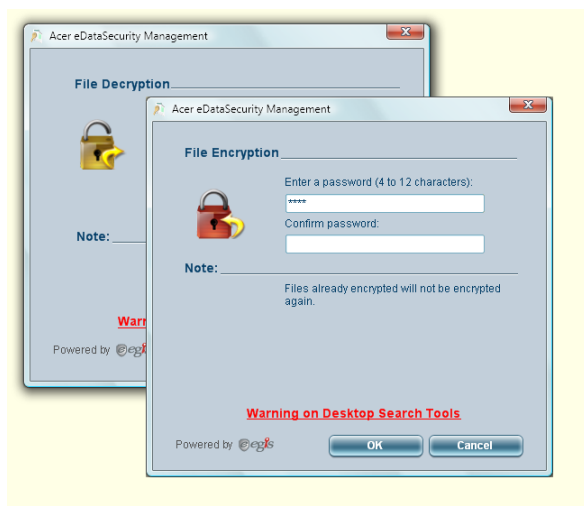 Acer eDataSecurity Management
File Decryption
Note:
Warn
Powered by egis
Acer eDataSecurity Management
File Encryption
Enter a password (4 to 12 characters):
****
Confirm password:
Note:
Files already encrypted will not be encrypted
again.
Warning on Desktop Search Tools
Powered by egis
OK
Cancel